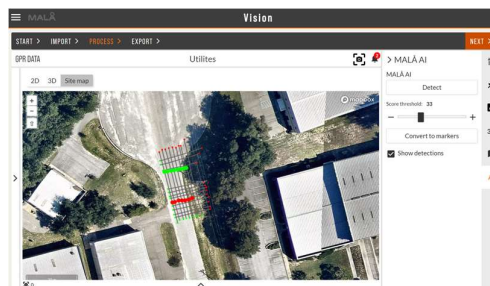 MALÅ
Vision
START > IMPORT > PROCESS > EXPORT > NEXT >
GPR DATA
Utilites
> MALÅ AI
2D 3D Site map
MALÅ AI
Detect
mapbox
Score threshold: 33
Convert to markers
Show detections